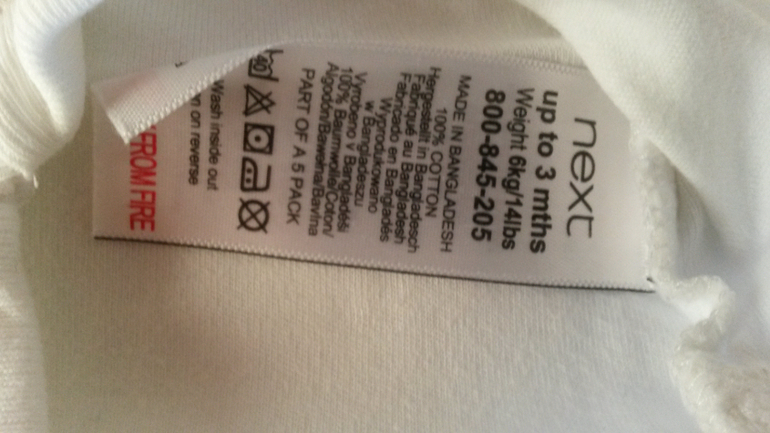 next
up to 3 mths
Weight 6kg/14lbs
800-845-205
MADE IN BANGLADESH
100% COTTON
Hergestellt in Bangladesch
Fabriqué au Bangladesh
Fabricado en Bangladés
Wyprodukowano
w Bangladeszu
Vyrobeno v Bangladéši
100% Baumwolle/Coton/
Algodón/Bawełna/Bavlna
PART OF A 5 PACK
40
Wash inside out
on reverse
FROM FIRE